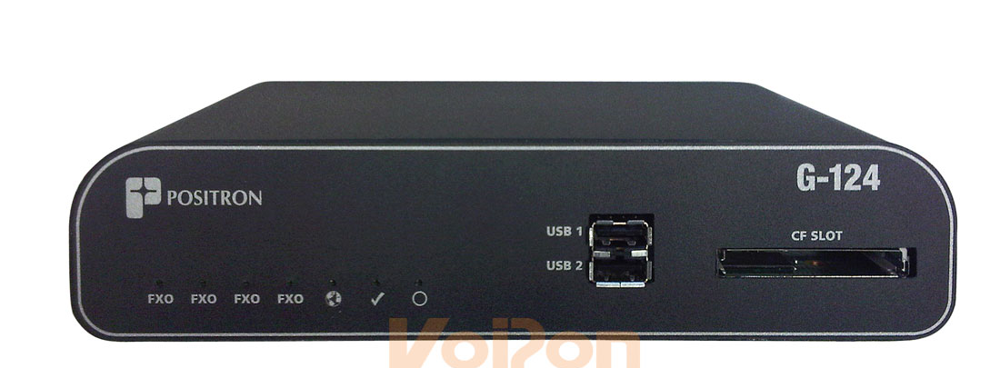 POSITRON
G-124
USB 1
CF SLOT
USB 2
FXO FXO FXO FXO
VoIPon